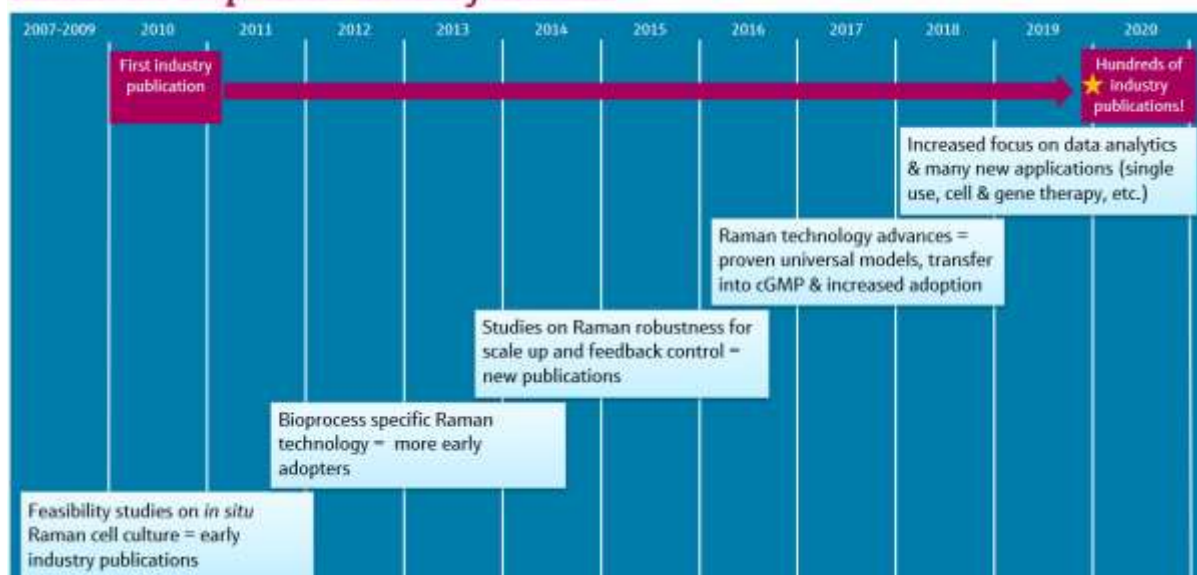 2007-2009 2010 2011 2012 2013 2014 2015 2016 2017 2018 2019 2020
First industry
publication
Hundreds of
industry
publications!
Increased focus on data analytics
& many new applications (single
use, cell & gene therapy, etc.)
Raman technology advances =
proven universal models, transfer
into cGMP & increased adoption
Studies on Raman robustness for
scale up and feedback control =
new publications
Bioprocess specific Raman
technology = more early
adopters
Feasibility studies on in situ
Raman cell culture = early
industry publications